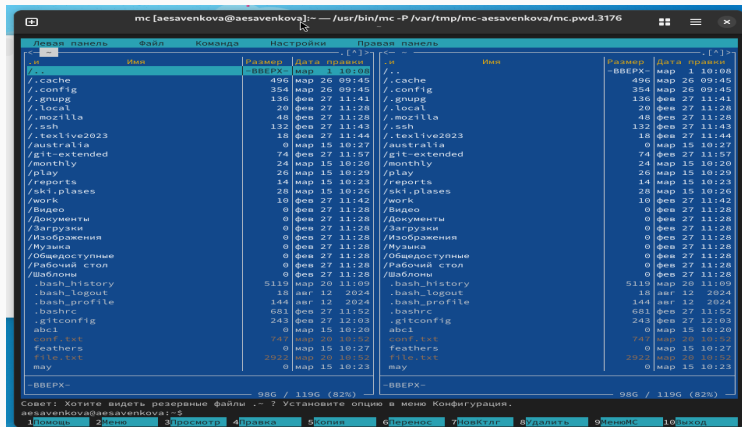 mc [aesavenkova@aesavenkova]:~ — /usr/bin/mc -P /var/tmp/mc-aesavenkova/mc.pwd.3176
Левая панель Файл Команда Настройки Правая панель
<- ~ .[^]> <- ~ .[^]>
.и Имя Размер Дата правки .и Имя Размер Дата правки
/.. -ВВЕРХ- мар 1 10:08 /.. -ВВЕРХ- мар 1 10:08
/.cache 496 мар 26 09:45 /.cache 496 мар 26 09:45
/.config 354 мар 26 09:45 /.config 354 мар 26 09:45
/.gnupg 136 фев 27 11:41 /.gnupg 136 фев 27 11:41
/.local 20 фев 27 11:28 /.local 20 фев 27 11:28
/.mozilla 48 фев 27 11:28 /.mozilla 48 фев 27 11:28
/.ssh 132 фев 27 11:43 /.ssh 132 фев 27 11:43
/.texlive2023 18 фев 27 11:44 /.texlive2023 18 фев 27 11:44
/australia 0 мар 15 10:27 /australia 0 мар 15 10:27
/git-extended 74 фев 27 11:57 /git-extended 74 фев 27 11:57
/monthly 24 мар 15 10:20 /monthly 24 мар 15 10:20
/play 26 мар 15 10:29 /play 26 мар 15 10:29
/reports 14 мар 15 10:23 /reports 14 мар 15 10:23
/ski.plases 28 мар 15 10:26 /ski.plases 28 мар 15 10:26
/work 10 фев 27 11:42 /work 10 фев 27 11:42
/Видео 0 фев 27 11:28 /Видео 0 фев 27 11:28
/Документы 0 фев 27 11:28 /Документы 0 фев 27 11:28
/Загрузки 0 фев 27 11:28 /Загрузки 0 фев 27 11:28
/Изображения 0 фев 27 11:28 /Изображения 0 фев 27 11:28
/Музыка 0 фев 27 11:28 /Музыка 0 фев 27 11:28
/Общедоступные 0 фев 27 11:28 /Общедоступные 0 фев 27 11:28
/Рабочий стол 0 фев 27 11:28 /Рабочий стол 0 фев 27 11:28
/Шаблоны 0 фев 27 11:28 /Шаблоны 0 фев 27 11:28
.bash_history 5119 мар 20 11:09 .bash_history 5119 мар 20 11:09
.bash_logout 18 авг 12 2024 .bash_logout 18 авг 12 2024
.bash_profile 144 авг 12 2024 .bash_profile 144 авг 12 2024
.bashrc 681 фев 27 11:52 .bashrc 681 фев 27 11:52
.gitconfig 243 фев 27 12:03 .gitconfig 243 фев 27 12:03
abc1 0 мар 15 10:20 abc1 0 мар 15 10:20
conf.txt 747 мар 20 10:52 conf.txt 747 мар 20 10:52
feathers 0 мар 15 10:27 feathers 0 мар 15 10:27
file.txt 2922 мар 20 10:52 file.txt 2922 мар 20 10:52
may 0 мар 15 10:23 may 0 мар 15 10:23
-ВВЕРХ- -ВВЕРХ-
98G / 119G (82%) 98G / 119G (82%)
Совет: Хотите видеть резервные файлы .~ ? Установите опцию в меню Конфигурация.
aesavenkova@aesavenkova:~$
1Помощь 2Меню 3Просмотр 4Правка 5Копия 6Перенос 7НовКтлг 8Удалить 9МенюMC 10Выход